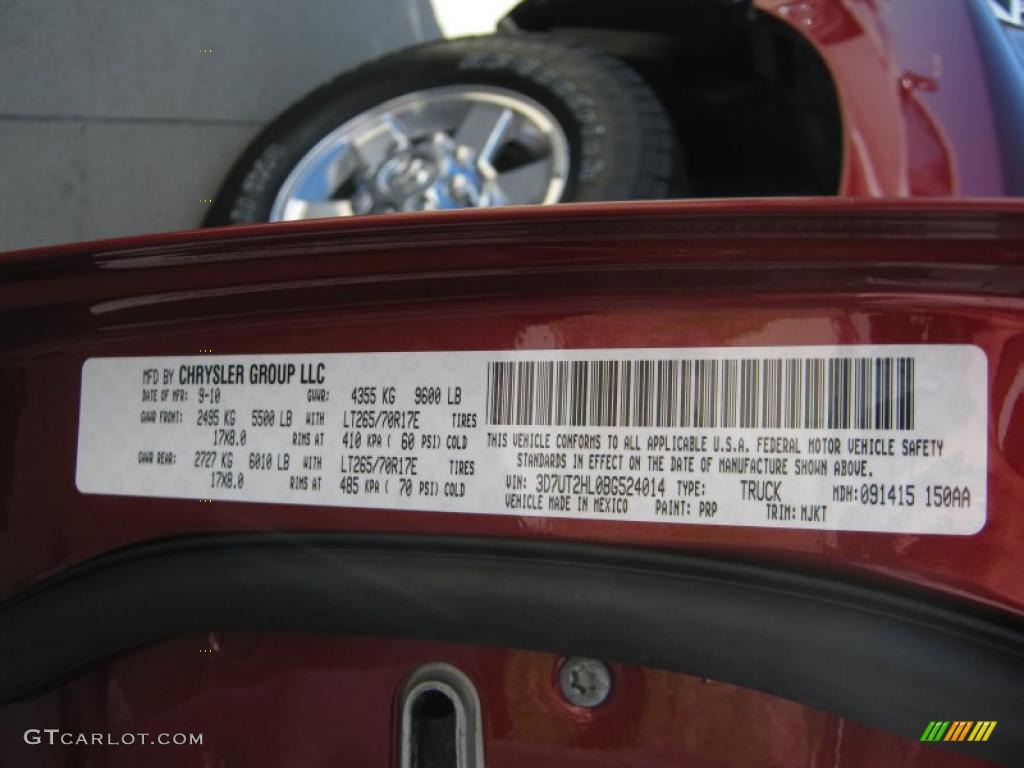 MFD BY CHRYSLER GROUP LLC
DATE OF MFR: 9-10 GVWR: 4355 KG 9600 LB
GAWR FRONT: 2495 KG 5500 LB WITH LT265/70R17E TIRES
17X8.0 RIMS AT 410 KPA ( 60 PSI) COLD
GAWR REAR: 2727 KG 6010 LB WITH LT265/70R17E TIRES
17X8.0 RIMS AT 485 KPA ( 70 PSI) COLD
THIS VEHICLE CONFORMS TO ALL APPLICABLE U.S.A. FEDERAL MOTOR VEHICLE SAFETY
STANDARDS IN EFFECT ON THE DATE OF MANUFACTURE SHOWN ABOVE.
VIN: 3D7UT2HL0BG524014 TYPE: TRUCK MDH: 091415 150AA
VEHICLE MADE IN MEXICO PAINT: PRP TRIM: MJKT
GTCARLOT.COM